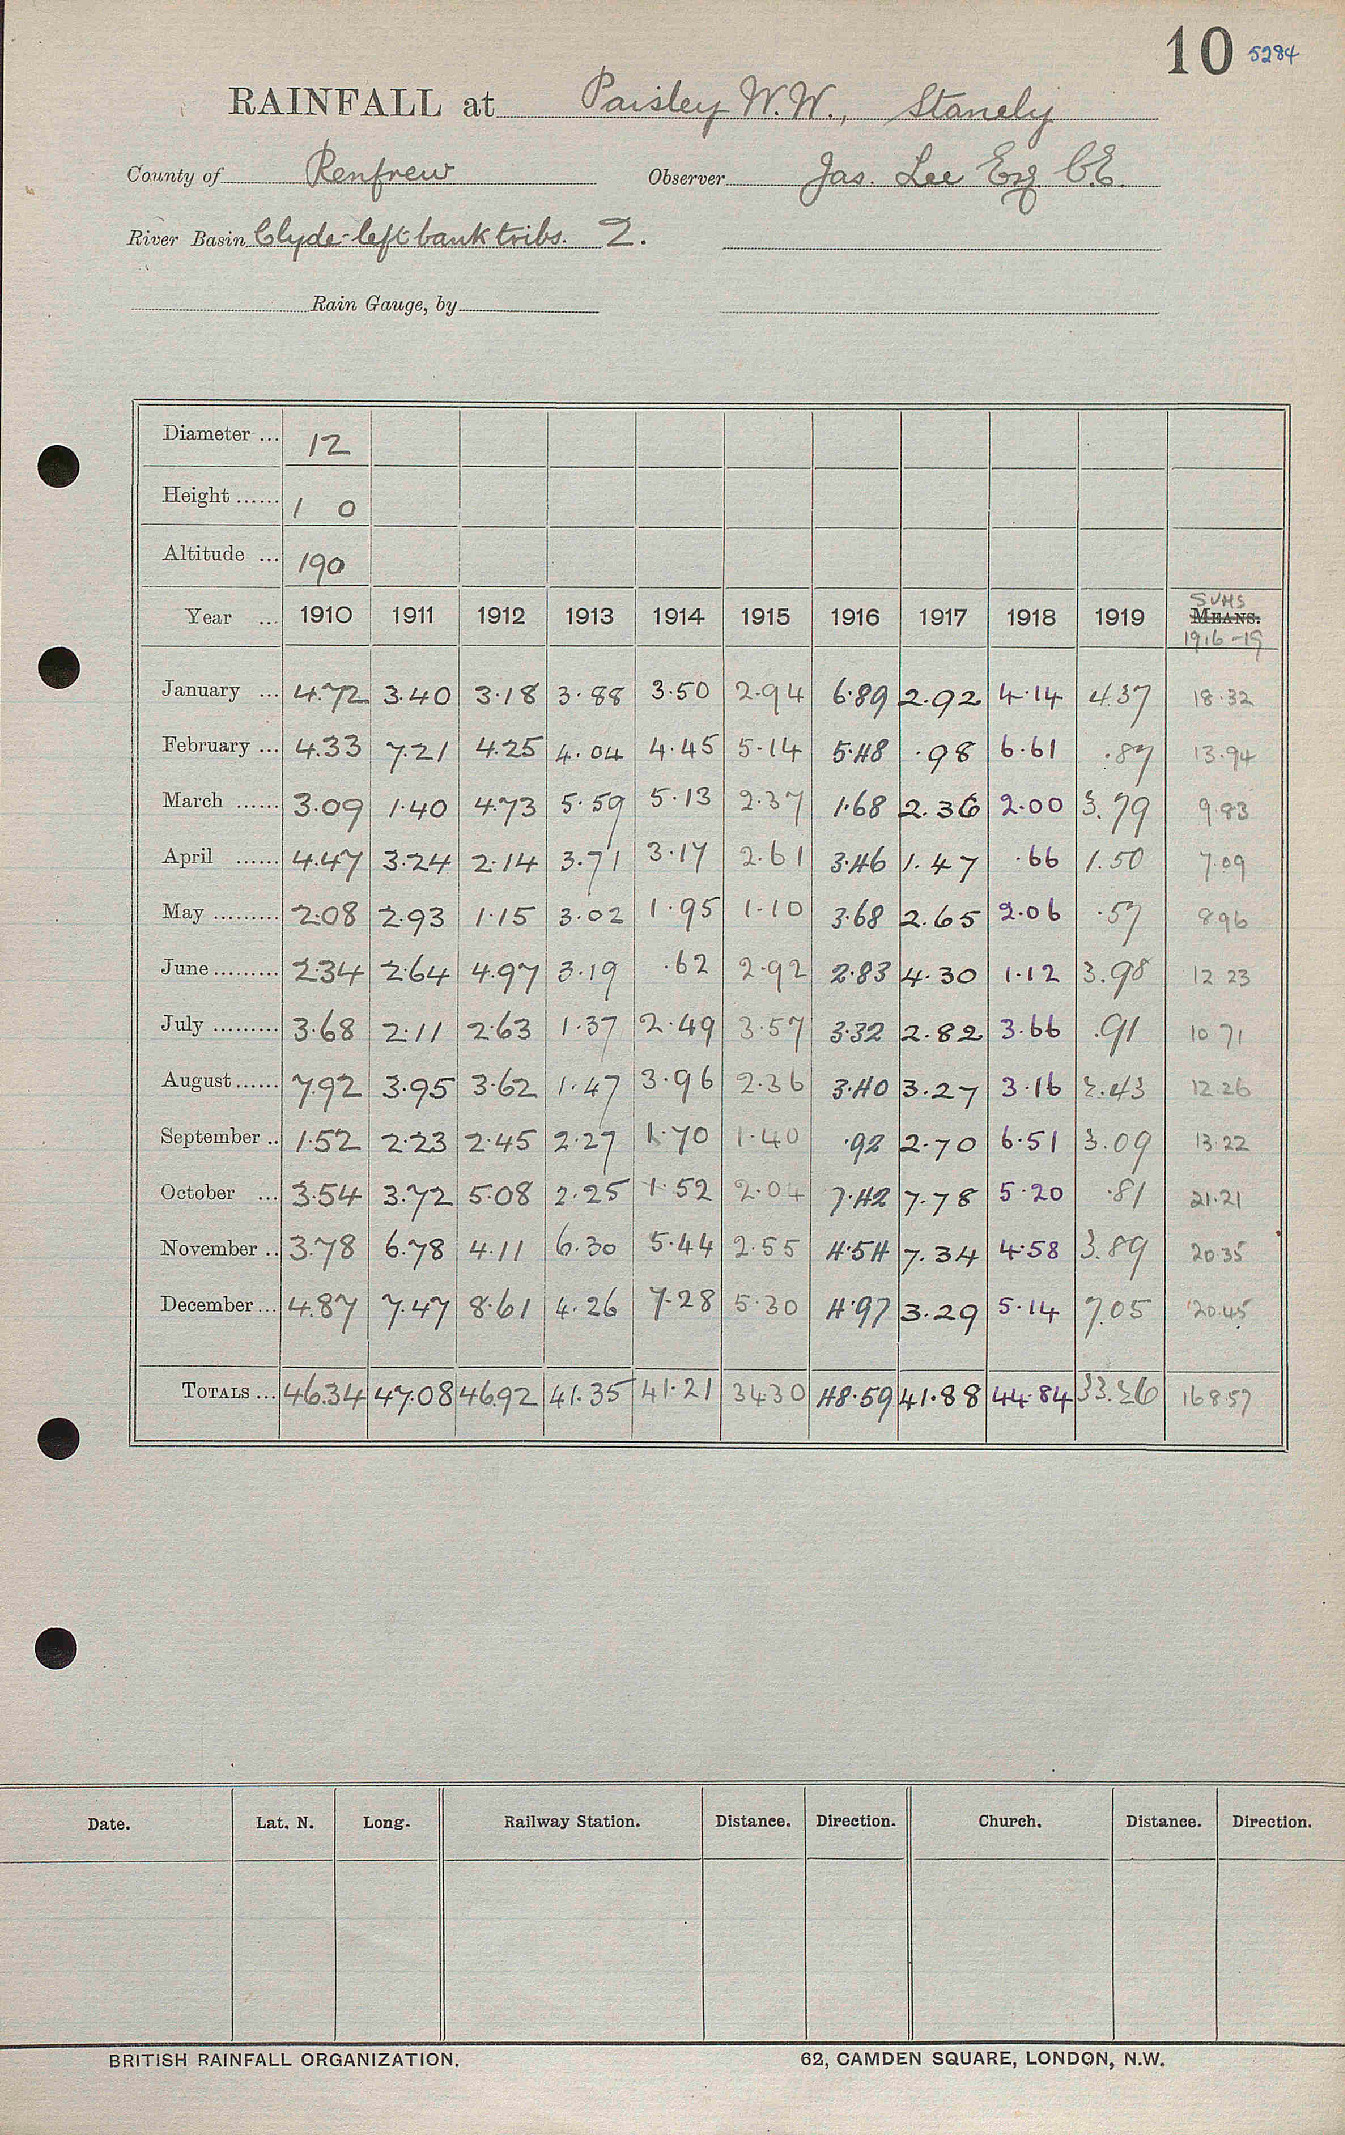 10 5284
RAINFALL at Paisley W.W., Stanely
County of Renfrew Observer Jas. Lee Esq C.E.
River Basin Clyde-left bank tribs. 2.
Rain Gauge, by
Diameter ... 12
Height ...... 1 0
Altitude ... 190
SUMS
Year ... 1910 1911 1912 1913 1914 1915 1916 1917 1918 1919 MEANS.
1916-19
January ... 4.72 3.40 3.18 3.88 3.50 2.94 6.89 2.92 4.14 4.37 18.32
February ... 4.33 7.21 4.25 4.04 4.45 5.14 5.48 .98 6.61 .87 13.94
March ...... 3.09 1.40 4.73 5.59 5.13 2.37 1.68 2.36 2.00 3.79 9.83
April ...... 4.47 3.24 2.14 3.71 3.17 2.61 3.46 1.47 .66 1.50 7.09
May ......... 2.08 2.93 1.15 3.02 1.95 1.10 3.68 2.65 2.06 .57 8.96
June ......... 2.34 2.64 4.97 3.19 .62 2.92 2.83 4.30 1.12 3.98 12 23
July ......... 3.68 2.11 2.63 1.37 2.49 3.57 3.32 2.82 3.66 .91 10 71
August ...... 7.92 3.95 3.62 1.47 3.96 2.36 3.40 3.27 3.16 2.43 12.26
September .. 1.52 2.23 2.45 2.27 1.70 1.40 .92 2.70 6.51 3.09 13.22
October ... 3.54 3.72 5.08 2.25 1.52 2.04 7.42 7.78 5.20 .81 21.21
November .. 3.78 6.78 4.11 6.30 5.44 2.55 4.54 7.34 4.58 3.89 20.35
December ... 4.87 7.47 8.61 4.26 7.28 5.30 4.97 3.29 5.14 7.05 20.45
TOTALS ... 46.34 47.08 46.92 41.35 41.21 34.30 48.59 41.88 44.84 33.26 168.57
Date. Lat. N. Long. Railway Station. Distance. Direction. Church. Distance. Direction.
BRITISH RAINFALL ORGANIZATION. 62, CAMDEN SQUARE, LONDON, N.W.